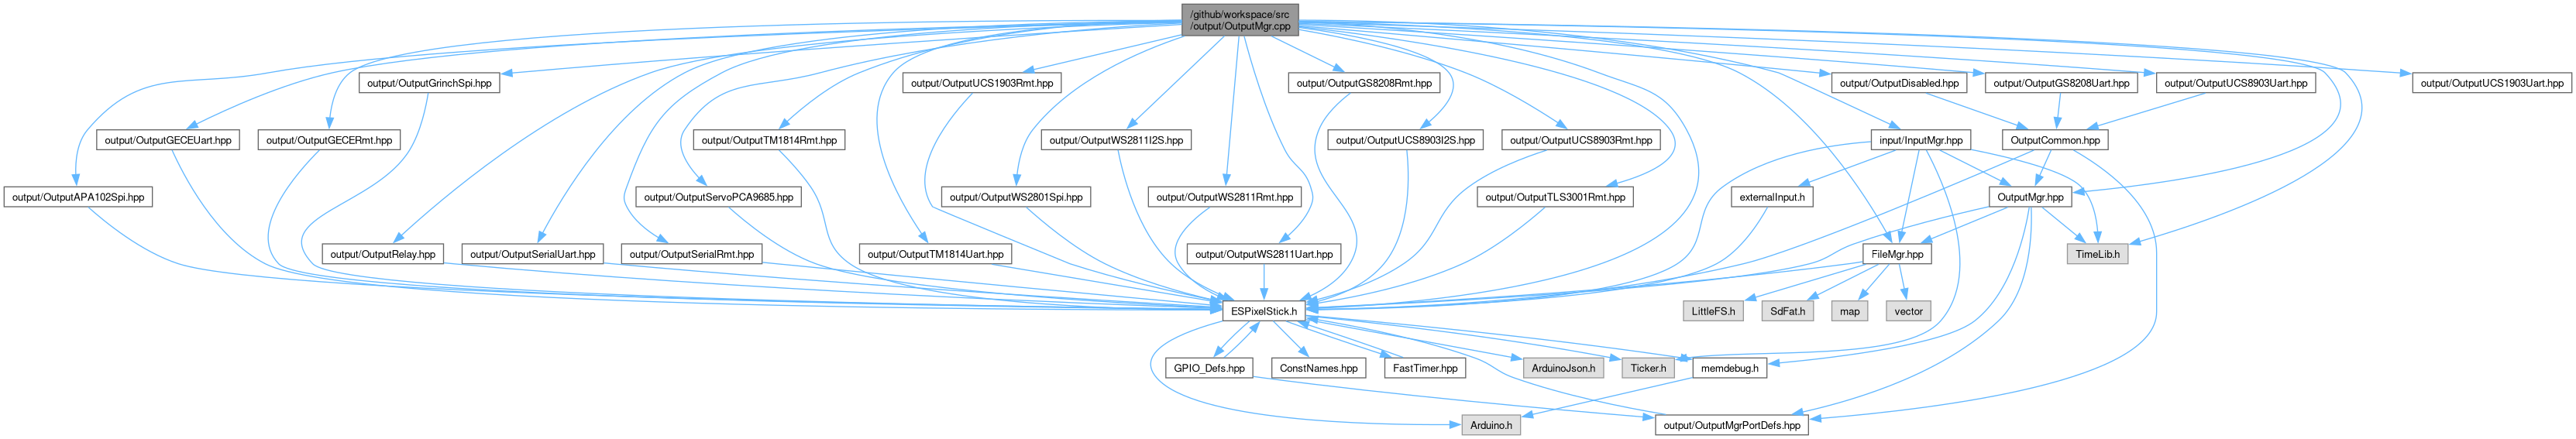 /github/workspace/src
/output/OutputMgr.cpp
output/OutputGrinchSpi.hpp
output/OutputUCS1903Rmt.hpp
output/OutputGS8208Rmt.hpp
output/OutputDisabled.hpp
output/OutputGS8208Uart.hpp
output/OutputUCS8903Uart.hpp
output/OutputUCS1903Uart.hpp
output/OutputGECEUart.hpp
output/OutputGECERmt.hpp
output/OutputTM1814Rmt.hpp
output/OutputWS2811I2S.hpp
output/OutputUCS8903I2S.hpp
output/OutputUCS8903Rmt.hpp
input/InputMgr.hpp
OutputCommon.hpp
output/OutputAPA102Spi.hpp
output/OutputServoPCA9685.hpp
output/OutputWS2801Spi.hpp
output/OutputWS2811Rmt.hpp
output/OutputTLS3001Rmt.hpp
externalInput.h
OutputMgr.hpp
output/OutputRelay.hpp
output/OutputSerialUart.hpp
output/OutputSerialRmt.hpp
output/OutputTM1814Uart.hpp
output/OutputWS2811Uart.hpp
FileMgr.hpp
TimeLib.h
ESPixelStick.h
LittleFS.h
SdFat.h
map
vector
GPIO_Defs.hpp
ConstNames.hpp
FastTimer.hpp
ArduinoJson.h
Ticker.h
memdebug.h
Arduino.h
output/OutputMgrPortDefs.hpp